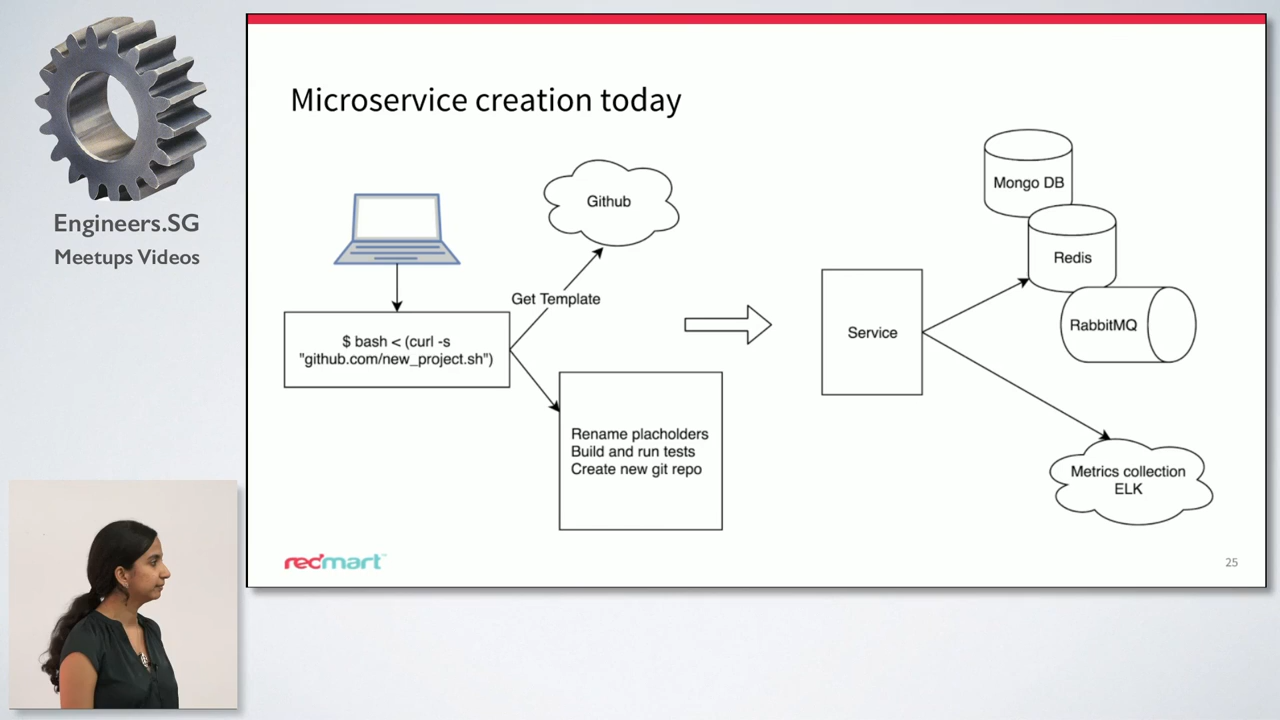 Engineers.SG
Meetups Videos
Microservice creation today
Github
Get Template
$ bash < (curl -s
"github.com/new_project.sh")
Rename placholders
Build and run tests
Create new git repo
Service
Mongo DB
Redis
RabbitMQ
Metrics collection
ELK
redmart
25